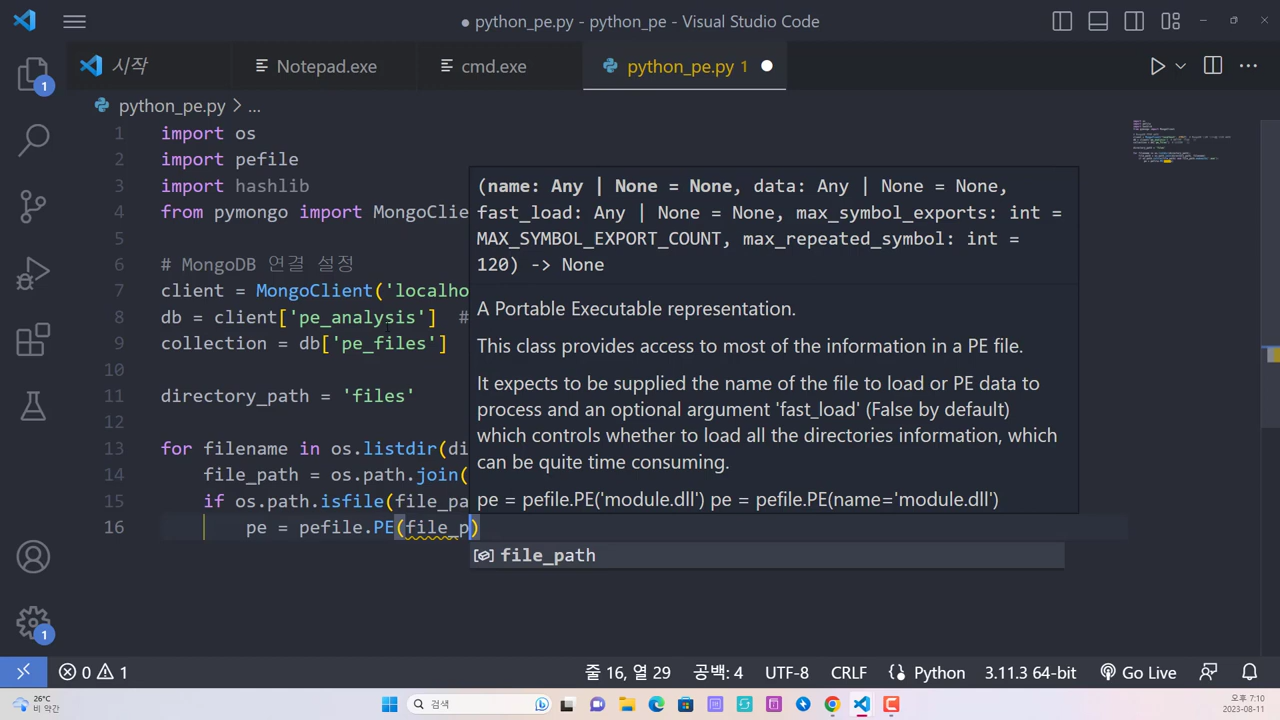 ● python_pe.py - python_pe - Visual Studio Code
시작
Notepad.exe
cmd.exe
python_pe.py 1
python_pe.py > ...
1 import os
2 import pefile
3 import hashlib
4 from pymongo import MongoClie
5
6 # MongoDB 연결 설정
7 client = MongoClient('localho
8 db = client['pe_analysis'] #
9 collection = db['pe_files']
10
11 directory_path = 'files'
12
13 for filename in os.listdir(di
14 file_path = os.path.join(
15 if os.path.isfile(file_pa
16 pe = pefile.PE(file_p)
(name: Any | None = None, data: Any | None = None,
fast_load: Any | None = None, max_symbol_exports: int =
MAX_SYMBOL_EXPORT_COUNT, max_repeated_symbol: int =
120) -> None
A Portable Executable representation.
This class provides access to most of the information in a PE file.
It expects to be supplied the name of the file to load or PE data to
process and an optional argument 'fast_load' (False by default)
which controls whether to load all the directories information, which
can be quite time consuming.
pe = pefile.PE('module.dll') pe = pefile.PE(name='module.dll')
file_path
1
1
0 1
줄 16, 열 29
공백: 4
UTF-8
CRLF
Python
3.11.3 64-bit
Go Live
26°C
비 약간
검색
오후 7:10
2023-08-11